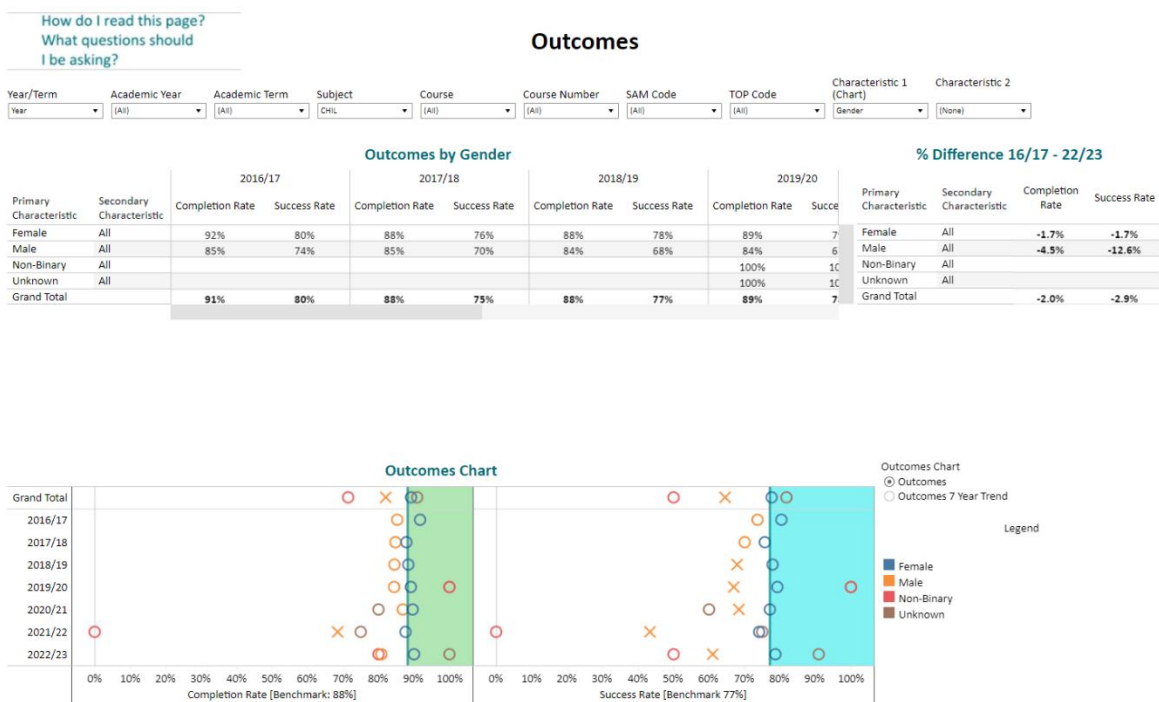 How do I read this page?
What questions should
I be asking?
Outcomes
Year/Term Academic Year Academic Term Subject Course Course Number SAM Code TOP Code Characteristic 1 (Chart) Characteristic 2
Year (All) (All) CHIL (All) (All) (All) (All) Gender (None)
Outcomes by Gender
2016/17 2017/18 2018/19 2019/20
Primary Characteristic Secondary Characteristic Completion Rate Success Rate Completion Rate Success Rate Completion Rate Success Rate Completion Rate Succe
Female All 92% 80% 88% 76% 88% 78% 89% 7
Male All 85% 74% 85% 70% 84% 68% 84% 6
Non-Binary All 100% 10
Unknown All 100% 10
Grand Total 91% 80% 88% 75% 88% 77% 89% 7
% Difference 16/17 - 22/23
Primary Characteristic Secondary Characteristic Completion Rate Success Rate
Female All -1.7% -1.7%
Male All -4.5% -12.6%
Non-Binary All
Unknown All
Grand Total -2.0% -2.9%
Outcomes Chart
Grand Total
2016/17
2017/18
2018/19
2019/20
2020/21
2021/22
2022/23
0% 10% 20% 30% 40% 50% 60% 70% 80% 90% 100% 0% 10% 20% 30% 40% 50% 60% 70% 80% 90% 100%
Completion Rate [Benchmark: 88%] Success Rate [Benchmark 77%]
Outcomes Chart
Outcomes
Outcomes 7 Year Trend
Legend
Female
Male
Non-Binary
Unknown